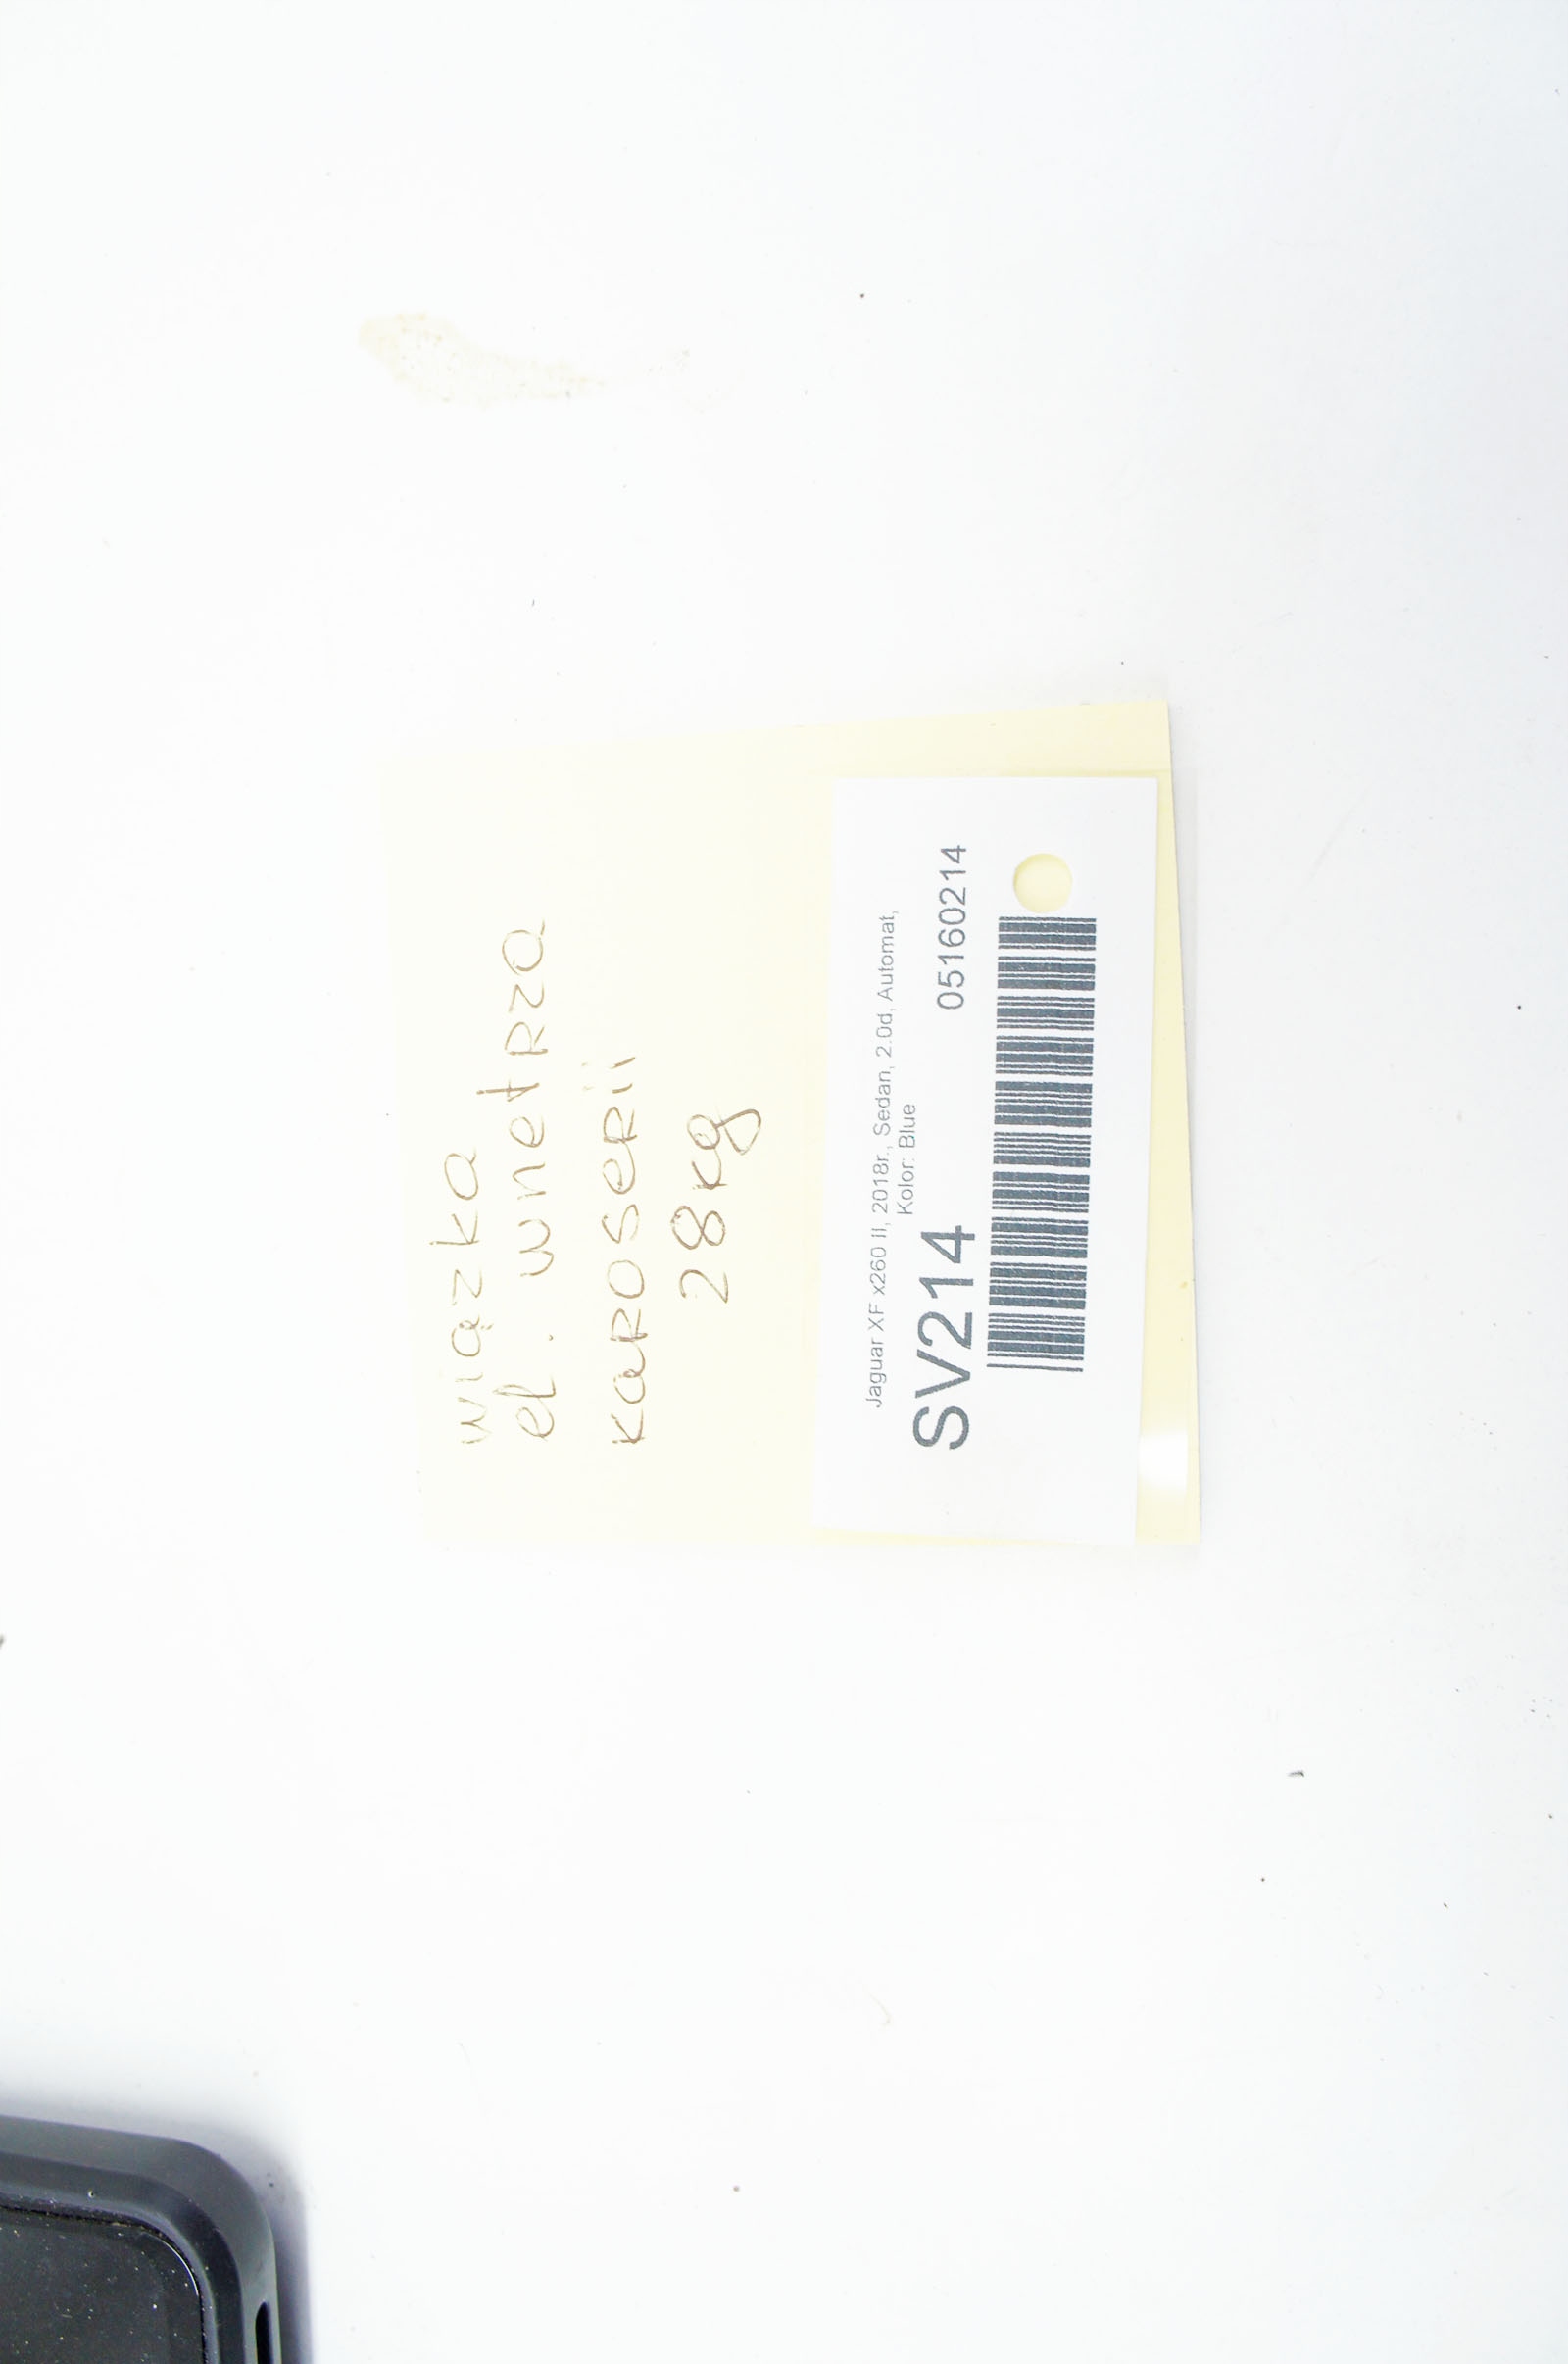 wiązka
el. wnetrza
karoserii
28kg
Jaguar XF x260 II, 2018r., Sedan, 2.0d, Automat,
Kolor: Blue
SV214 05160214